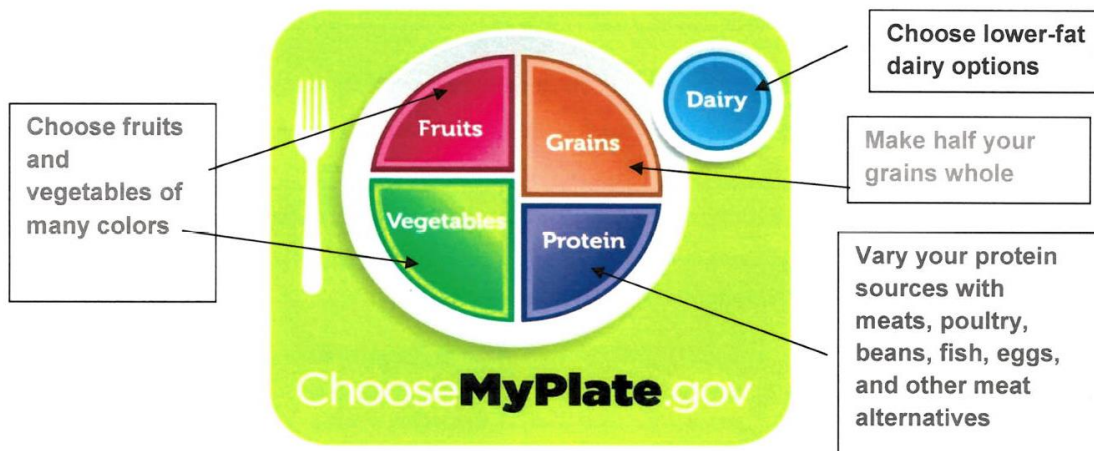 Choose fruits
and
vegetables of
many colors
Fruits
Grains
Vegetables
Protein
Dairy
ChooseMyPlate.gov
Choose lower-fat
dairy options
Make half your
grains whole
Vary your protein
sources with
meats, poultry,
beans, fish, eggs,
and other meat
alternatives